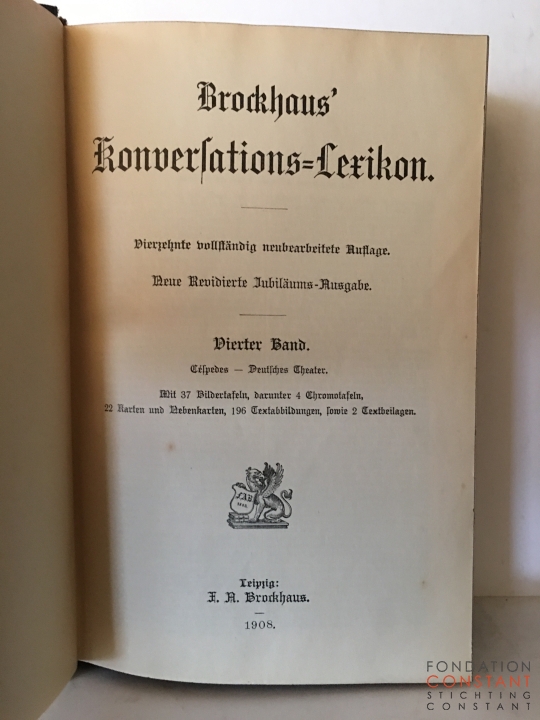 Brockhaus'
Konversations=Lexikon.
Vierzehnte vollständig neubearbeitete Auflage.
Neue Revidierte Jubiläums-Ausgabe.
Vierter Band.
Céspedes — Deutsches Theater.
Mit 37 Bildertafeln, darunter 4 Chromotafeln,
22 Karten und Nebenkarten, 196 Textabbildungen, sowie 2 Textbeilagen.
FAB
Leipzig:
F. A. Brockhaus.
1908.
FONDATION
CONSTANT
STICHTING
CONSTANT